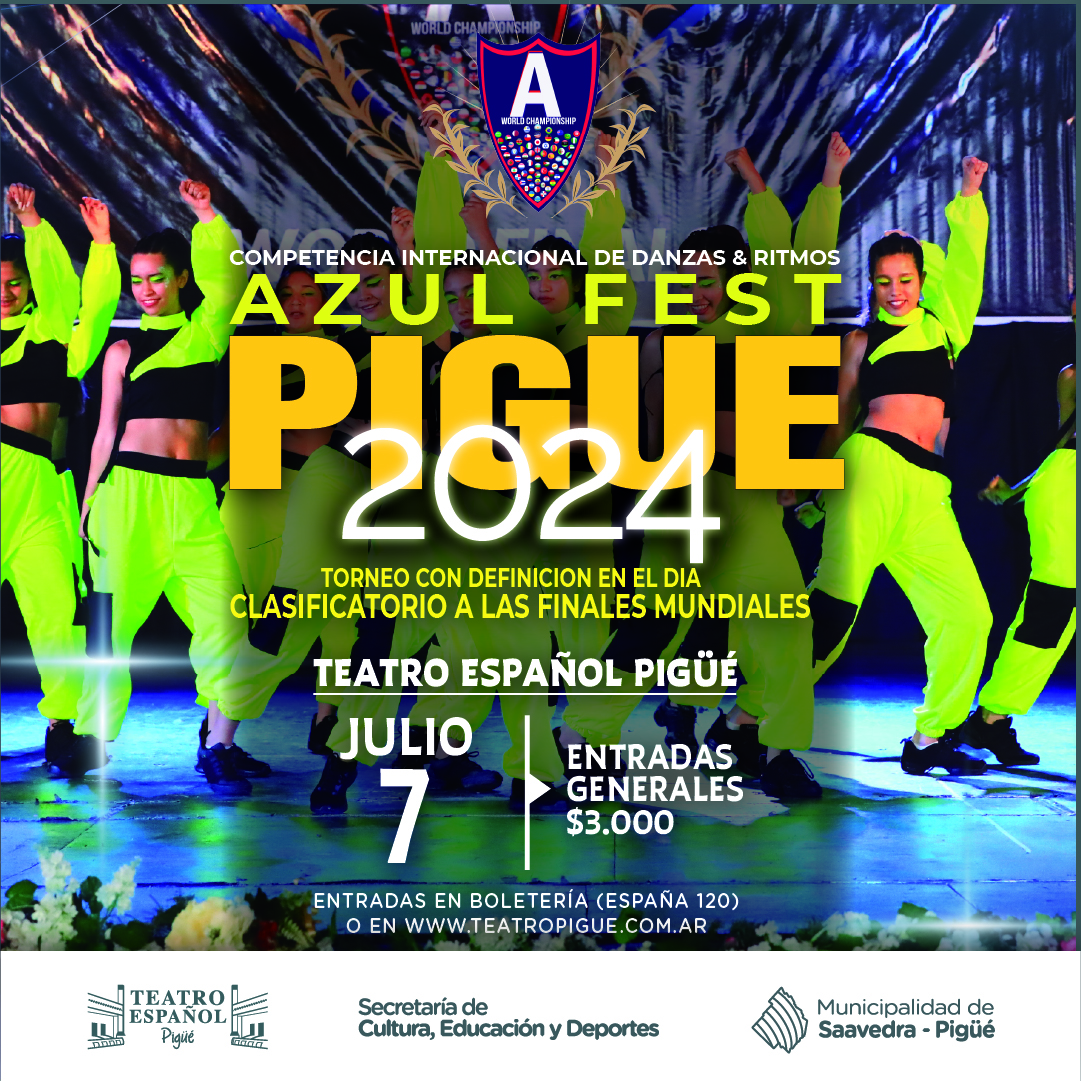 WORLD CHAMPIONSHIP
A
WORLD CHAMPIONSHIP
WORLD FINAL
COMPETENCIA INTERNACIONAL DE DANZAS & RITMOS
AZUL FEST
PIGUE
2024
TORNEO CON DEFINICION EN EL DIA
CLASIFICATORIO A LAS FINALES MUNDIALES
TEATRO ESPAÑOL PIGÜÉ
JULIO
7
ENTRADAS
GENERALES
$3.000
ENTRADAS EN BOLETERÍA (ESPAÑA 120)
O EN WWW.TEATROPIGUE.COM.AR
TEATRO
ESPAÑOL
Pigüé
Secretaría de
Cultura, Educación y Deportes
Municipalidad de
Saavedra - Pigüé